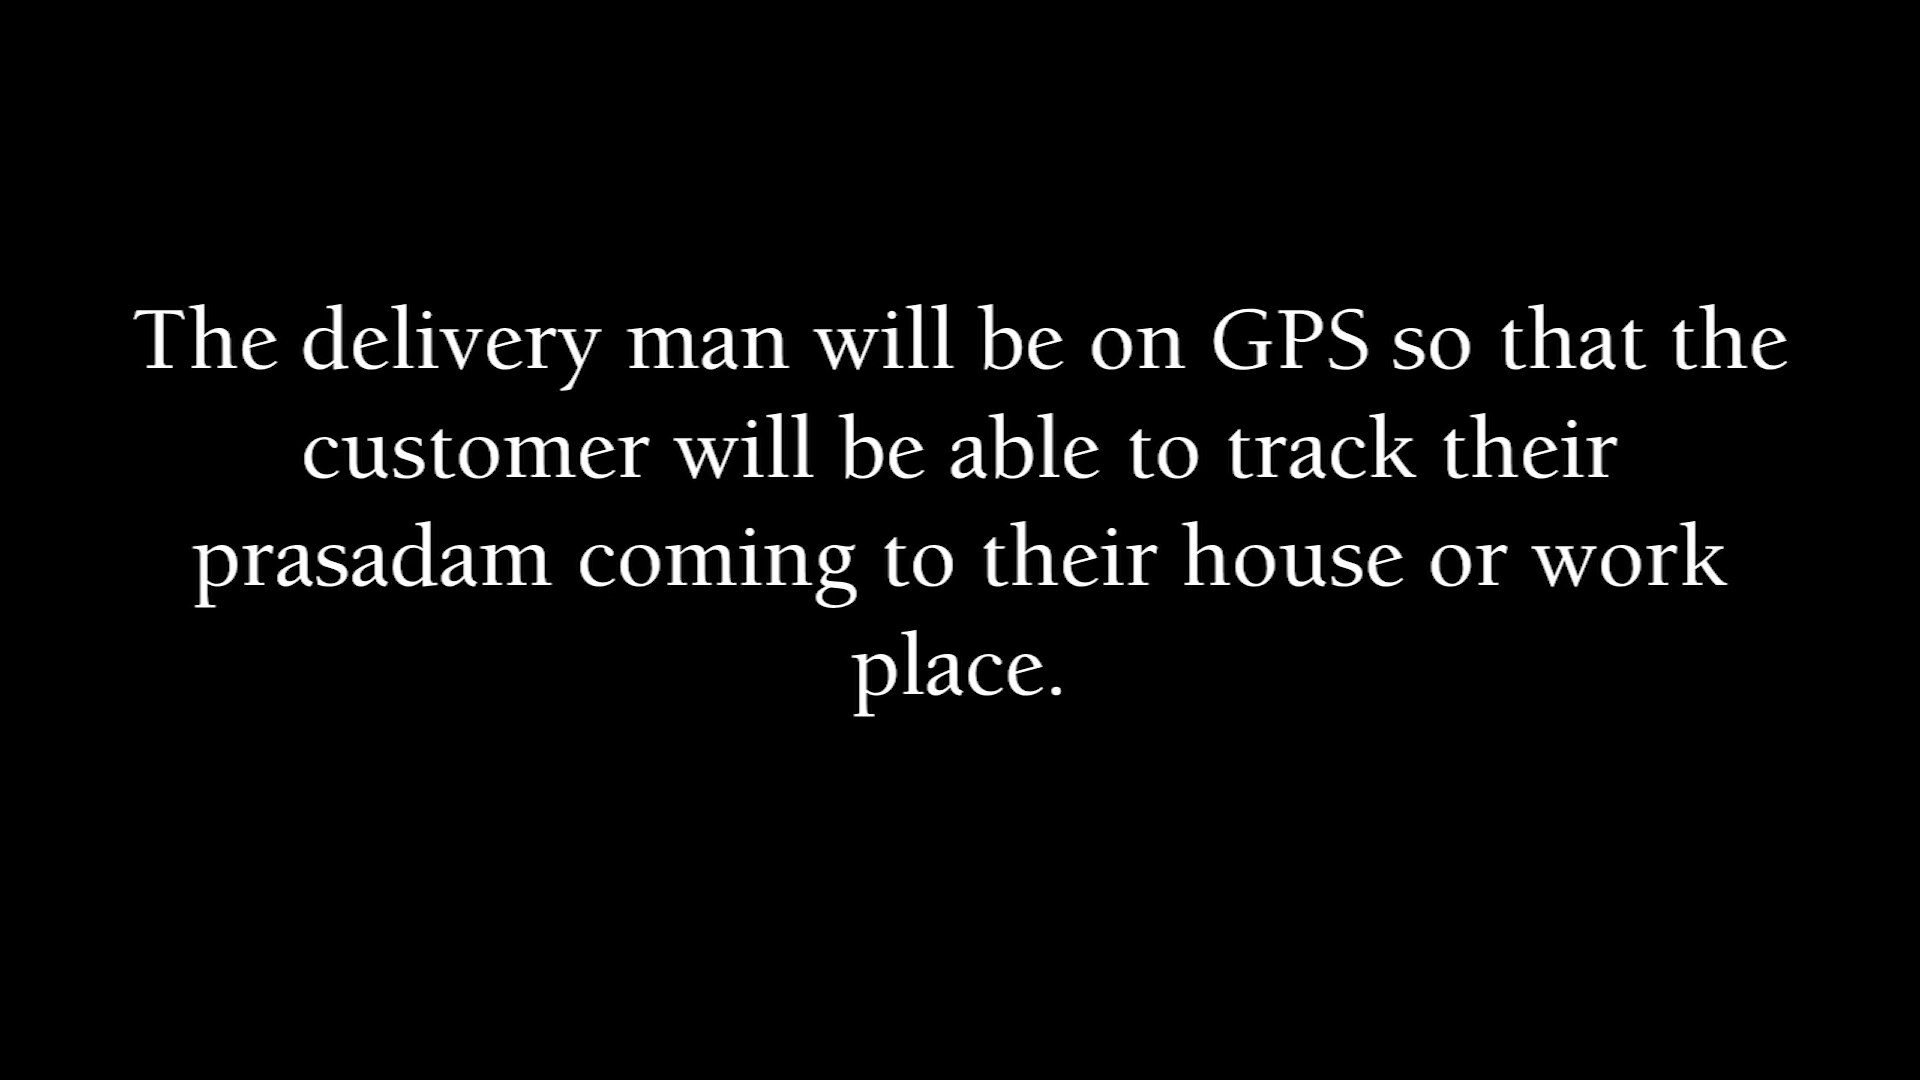 The delivery man will be on GPS so that the
customer will be able to track their
prasadam coming to their house or work
place.